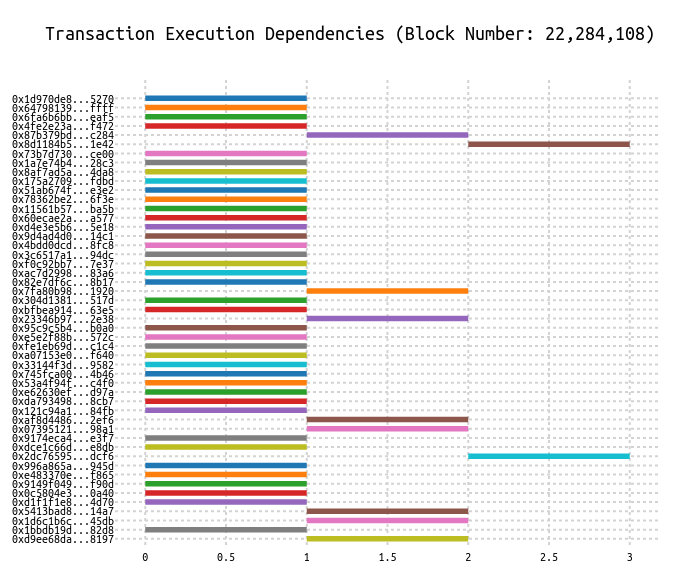 Transaction Execution Dependencies (Block Number: 22,284,108)
0x1d970de8...5270
0x64798139...ffff
0x6fa6b6bb...eaf5
0x4fe2e23a...f472
0x87b379bd...c284
0x8d1184b5...1e42
0x73b7d730...ce00
0x1a7e74b4...28c3
0x8af7ad5a...4da8
0x175a2709...fdbd
0x51ab674f...e3e2
0x78362be2...6f3e
0x11561b57...ba5b
0x60ecae2a...a577
0xd4e3e5b6...5e18
0x9d4ad4d0...14c1
0x4bdd0dcd...8fc8
0x3c6517a1...94dc
0xf0c92bb7...7e37
0xac7d2998...83a6
0x82e7df6c...8b17
0x7fa80b98...1920
0x304d1381...517d
0xbfbea914...63e5
0x23346b97...2e38
0x95c9c5b4...b0a0
0xe5e2f88b...572c
0xfe1eb69d...c1c4
0xa07153e0...f640
0x33144f3d...9582
0x745fca00...4b46
0x53a4f94f...c4f0
0xe62630ef...d97a
0xda793498...8cb7
0x121c94a1...84fb
0xaf8d4486...2ef6
0x07395121...98a1
0x9174eca4...e3f7
0xdce1c66d...e8db
0x2dc76595...dcf6
0x996a865a...945d
0xe483370e...f865
0x9149f049...f90d
0x0c5804e3...0a40
0xd1f1f1e8...4d70
0x5413bad8...14a7
0x1d6c1b6c...45db
0x1bbdb19d...82d8
0xd9ee68da...8197
0 0.5 1 1.5 2 2.5 3